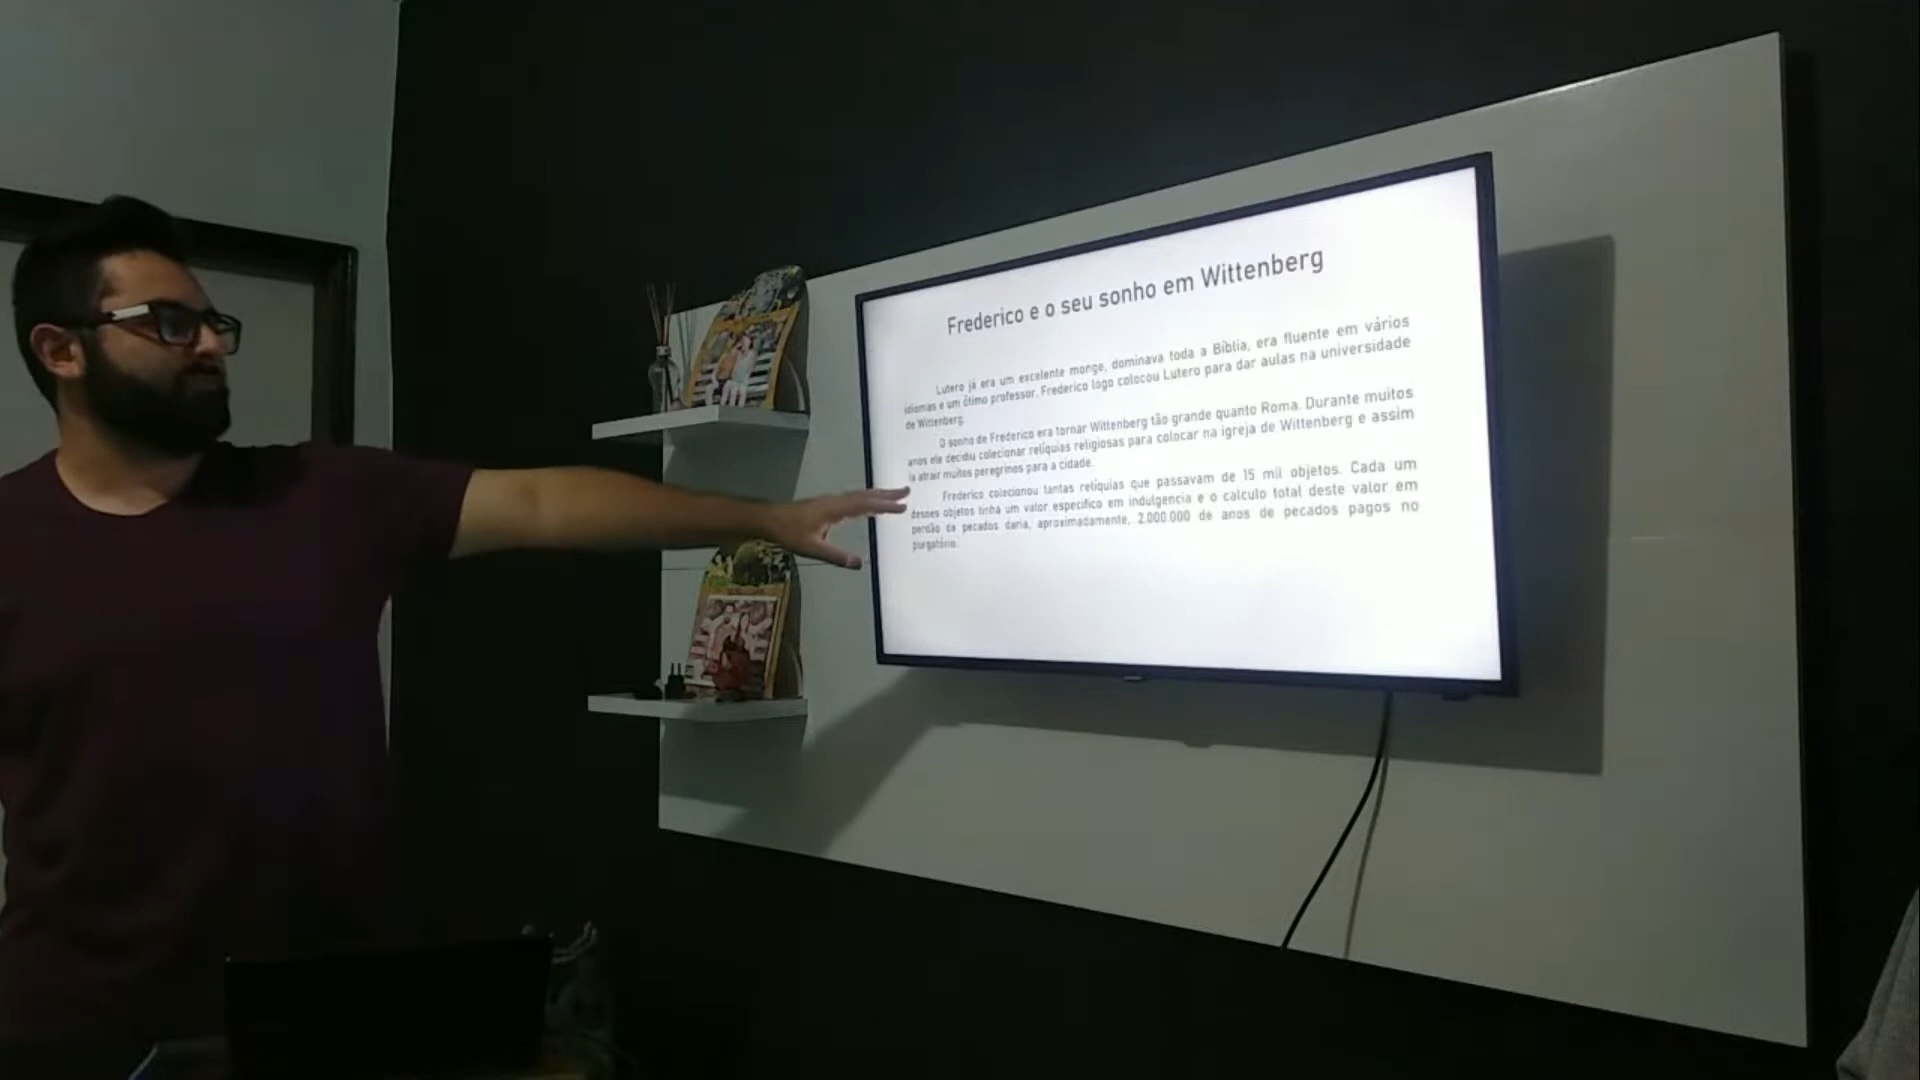 Frederico e o seu sonho em Wittenberg
Lutero já era um excelente monge, dominava toda a Bíblia, era fluente em vários
idiomas e um ótimo professor. Frederico logo colocou Lutero para dar aulas na universidade
de Wittenberg.
O sonho de Frederico era tornar Wittenberg tão grande quanto Roma. Durante muitos
anos ele decidiu colecionar relíquias religiosas para colocar na igreja de Wittenberg e assim
ia atrair muitos peregrinos para a cidade.
Frederico colecionou tantas relíquias que passavam de 15 mil objetos. Cada um
desses objetos tinha um valor específico em indulgencia e o calculo total deste valor em
perdão de pecados daria, aproximadamente, 2.000.000 de anos de pecados pagos no
purgatório.